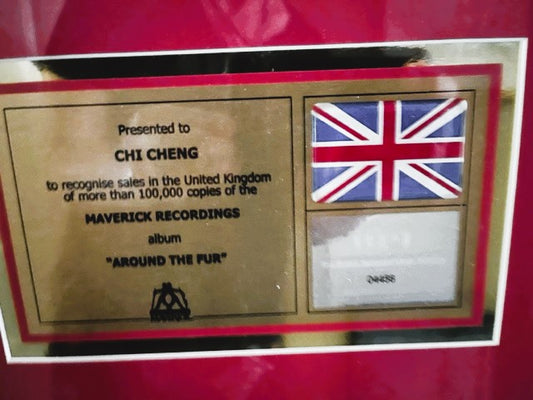 Presented to
CHI CHENG
to recognise sales in the United Kingdom
of more than 100,000 copies of the
MAVERICK RECORDINGS
album
"AROUND THE FUR"